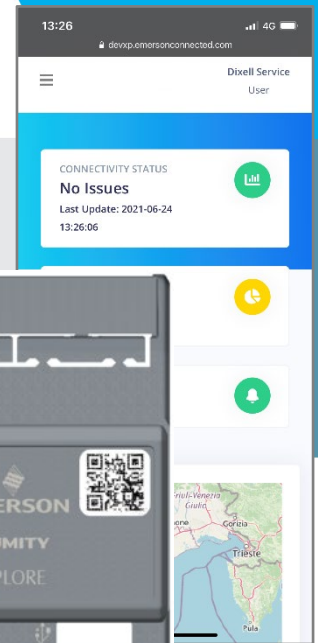 13:26
4G
devxp.emersonconnected.com
Dixell Service
User
CONNECTIVITY STATUS
No Issues
Last Update: 2021-06-24
13:26:06
ERSON
UMITY
PLORE
Friuli-Venezia
Giulia
Gorizia
Trieste
Pula